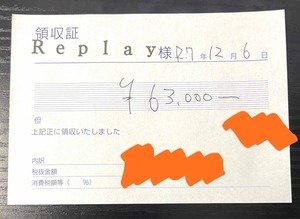 領収証
Replay様 R7年12月6日
¥63,000-
但
上記正に領収いたしました
内訳
税抜金額
消費税額等( %)